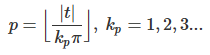 p = ⌊ |t| / k_p π ⌋, k_p = 1, 2, 3...